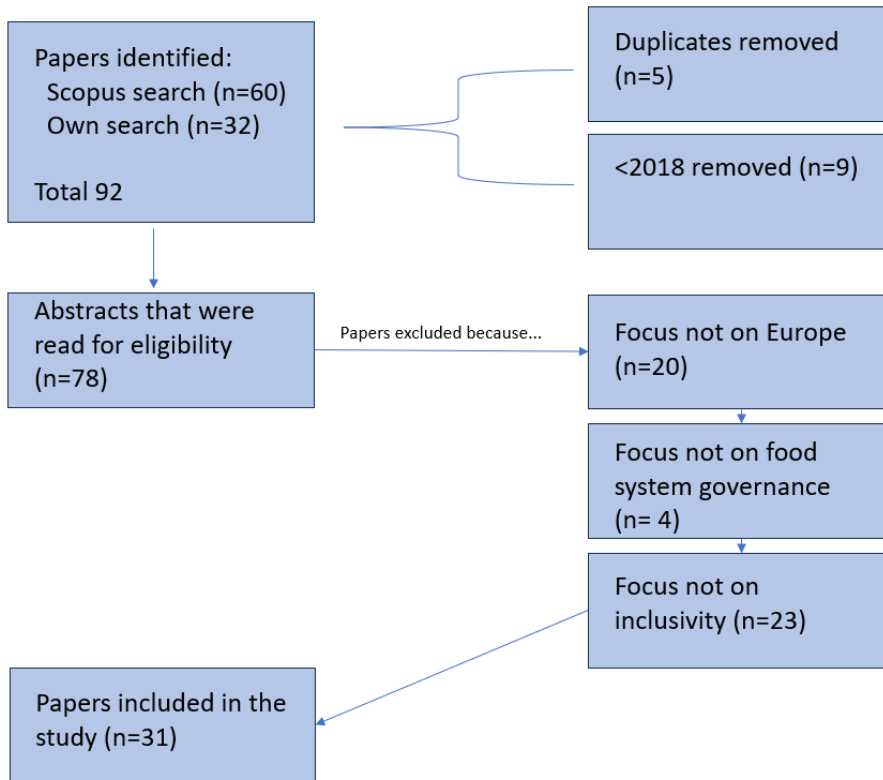 Papers identified:
Scopus search (n=60)
Own search (n=32)
Total 92
Duplicates removed
(n=5)
<2018 removed (n=9)
Abstracts that were
read for eligibility
(n=78)
Papers excluded because...
Focus not on Europe
(n=20)
Focus not on food
system governance
(n= 4)
Focus not on
inclusivity (n=23)
Papers included in the
study (n=31)